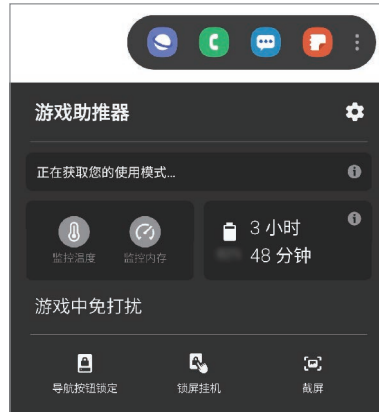 游戏助推器
正在获取您的使用模式...
监控温度 监控内存
3 小时
48 分钟
游戏中免打扰
导航按钮锁定 锁屏挂机 截屏